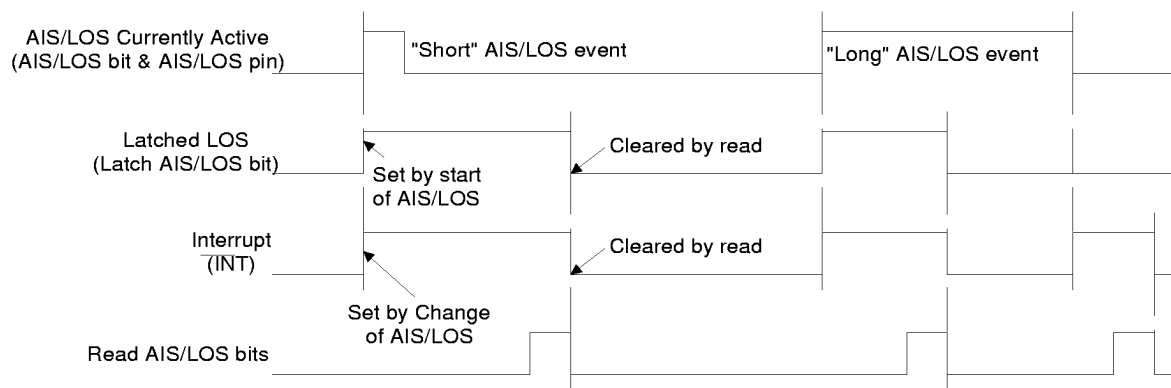 AIS/LOS Currently Active
(AIS/LOS bit & AIS/LOS pin)
"Short" AIS/LOS event
"Long" AIS/LOS event
Latched LOS
(Latch AIS/LOS bit)
Set by start
of AIS/LOS
Cleared by read
Interrupt
(INT)
Cleared by read
Set by Change
of AIS/LOS
Read AIS/LOS bits